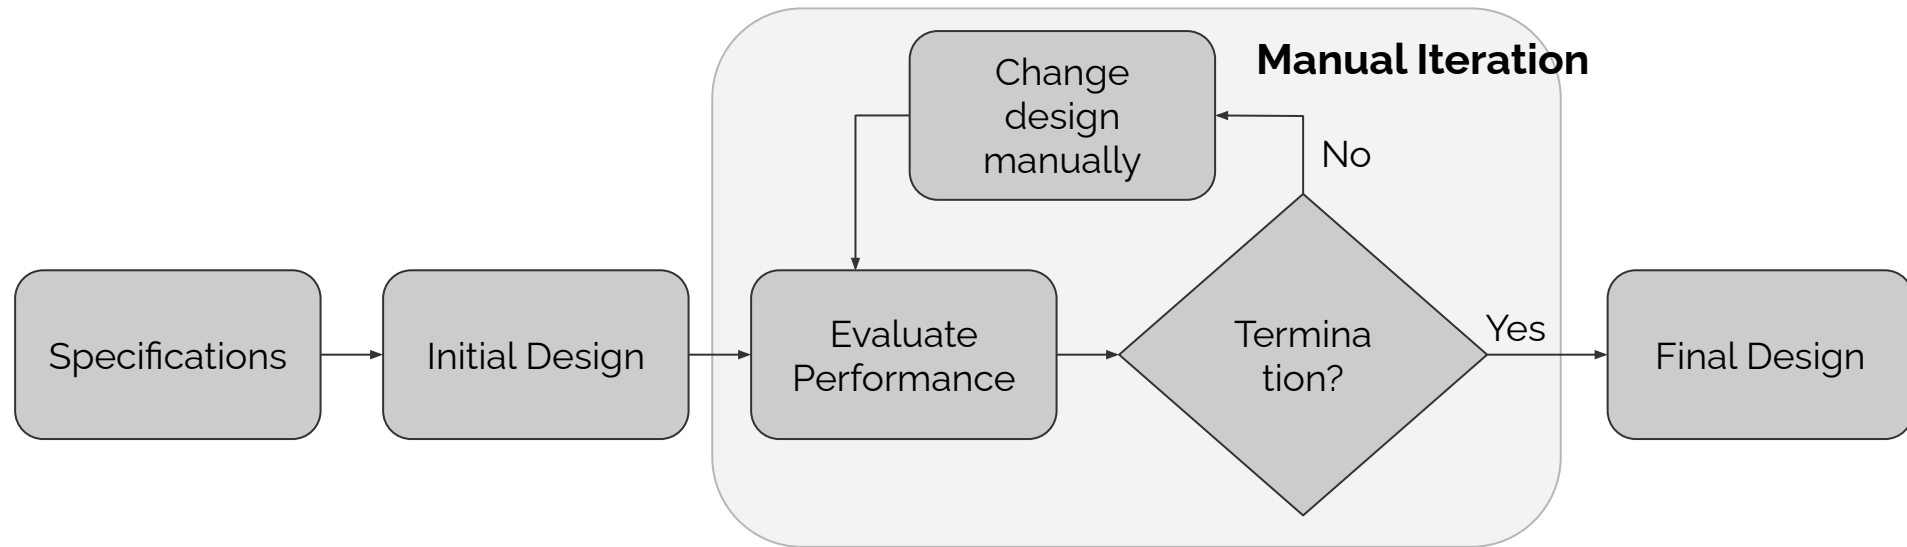 Manual Iteration
Change
design
manually
No
Specifications
Initial Design
Evaluate
Performance
Termina
tion?
Yes
Final Design